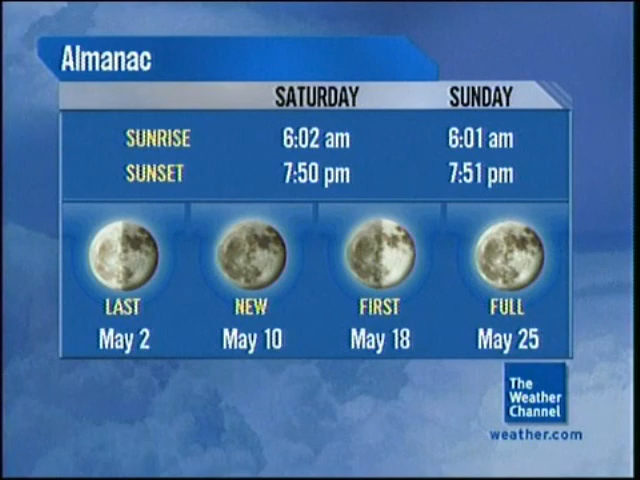 Almanac
SATURDAY SUNDAY
SUNRISE 6:02 am 6:01 am
SUNSET 7:50 pm 7:51 pm
LAST NEW FIRST FULL
May 2 May 10 May 18 May 25
The
Weather
Channel
weather.com